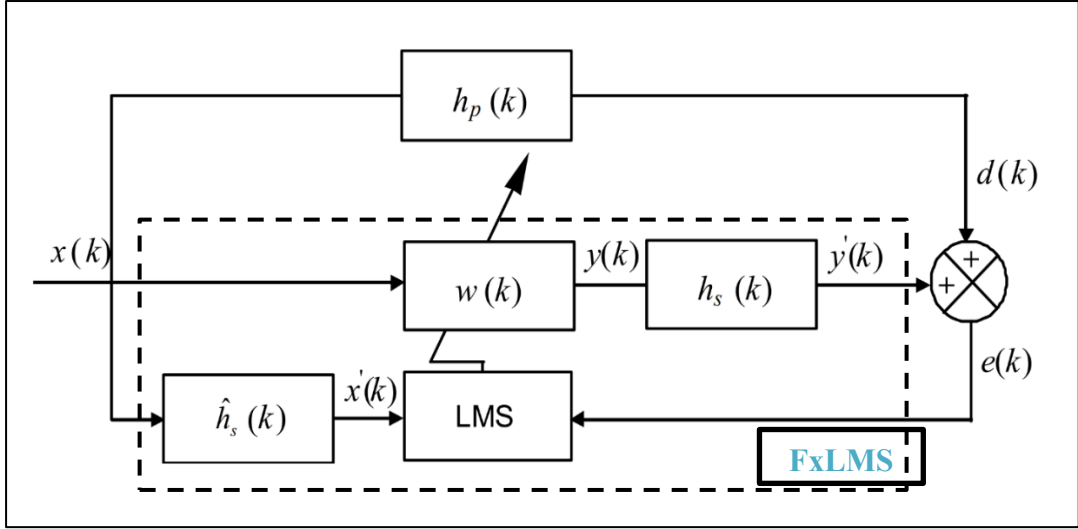 h_p (k)
d(k)
x(k)
w(k)
y(k)
h_s (k)
y'(k)
+
+
e(k)
ĥ_s (k)
x'(k)
LMS
FxLMS